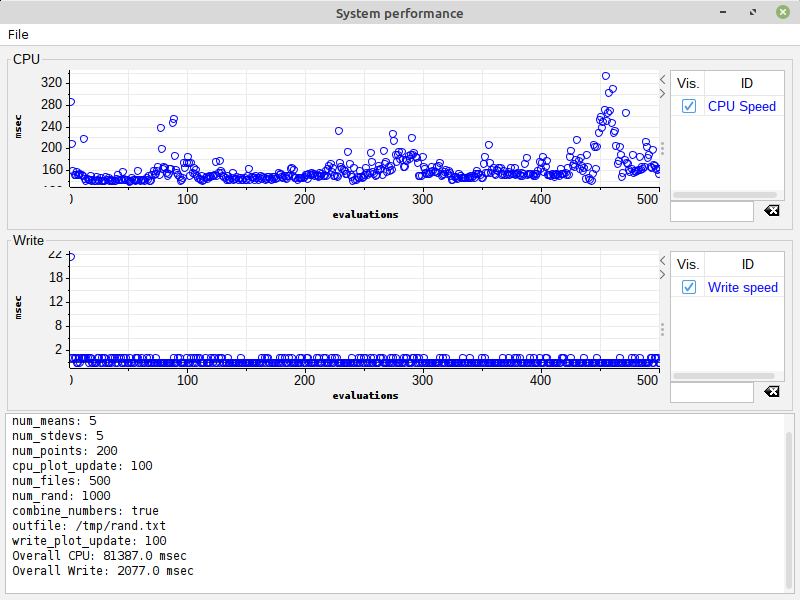 System performance
File
CPU
320
280
240
200
160
msec
0
100
200
300
400
500
evaluations
Vis. ID
CPU Speed
Write
22
18
12
8
2
msec
0
100
200
300
400
500
evaluations
Vis. ID
Write speed
num_means: 5
num_stdevs: 5
num_points: 200
cpu_plot_update: 100
num_files: 500
num_rand: 1000
combine_numbers: true
outfile: /tmp/rand.txt
write_plot_update: 100
Overall CPU: 81387.0 msec
Overall Write: 2077.0 msec